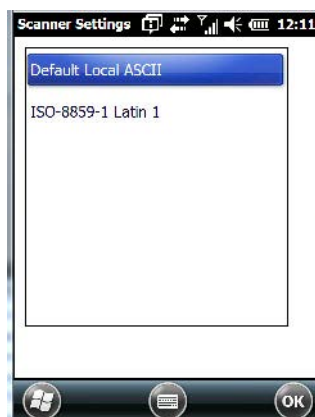 Scanner Settings 12:11
Default Local ASCII
ISO-8859-1 Latin 1
OK